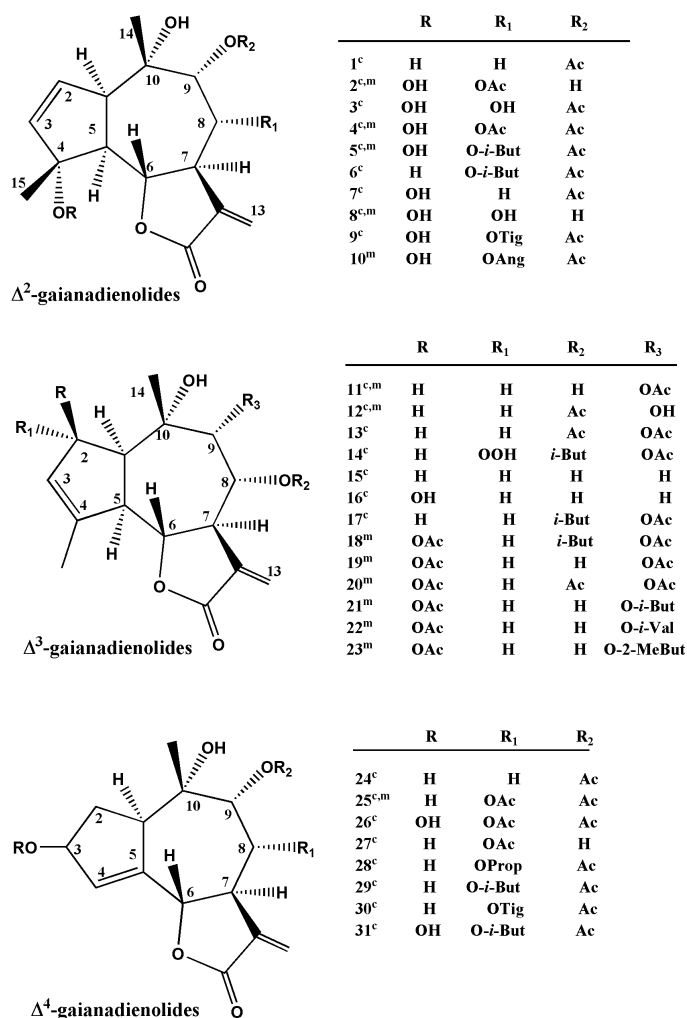 R R₁ R₂
1ᶜ H H Ac
2ᶜ,ᵐ OH OAc H
3ᶜ OH OH Ac
4ᶜ,ᵐ OH OAc Ac
5ᶜ,ᵐ OH O-i-But Ac
6ᶜ H O-i-But Ac
7ᶜ OH H Ac
8ᶜ,ᵐ OH OH H
9ᶜ OH OTig Ac
10ᵐ OH OAng Ac
14 OH OR₂
H 10 9
2
3 5 8 R₁
4 H 7 H
15 6
OR H O 13
O
Δ²-gaianadienolides
R R₁ R₂ R₃
11ᶜ,ᵐ H H H OAc
12ᶜ,ᵐ H H Ac OH
13ᶜ H H Ac OAc
14ᶜ H OOH i-But OAc
15ᶜ H H H H
16ᶜ OH H H H
17ᶜ H H i-But OAc
18ᵐ OAc H i-But OAc
19ᵐ OAc H H OAc
20ᵐ OAc H Ac OAc
21ᵐ OAc H H O-i-But
22ᵐ OAc H H O-i-Val
23ᵐ OAc H H O-2-MeBut
14 OH
R H R₃
R₁ 10 9
2
3 8 OR₂
4 5 H 7 H
6
H O 13
O
Δ³-gaianadienolides
R R₁ R₂
24ᶜ H H Ac
25ᶜ,ᵐ H OAc Ac
26ᶜ OH OAc Ac
27ᶜ H OAc H
28ᶜ H OProp Ac
29ᶜ H O-i-But Ac
30ᶜ H OTig Ac
31ᶜ OH O-i-But Ac
OH OR₂
H 10 9
2
RO 3 5 8 R₁
4 H 7 H
6
O
O
Δ⁴-gaianadienolides